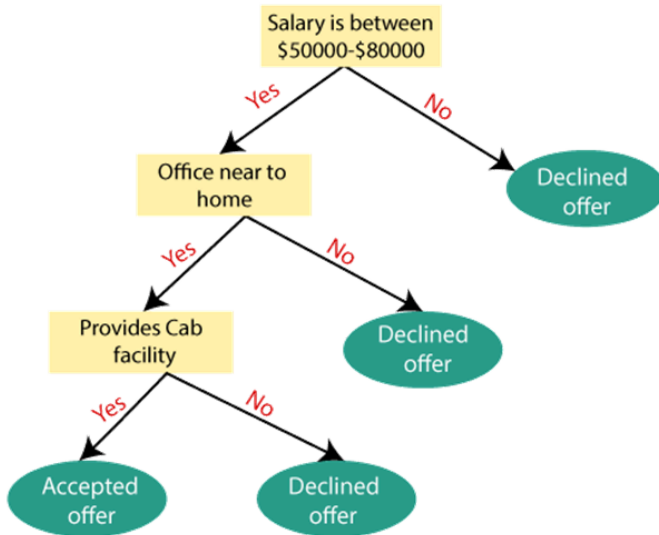 Salary is between
$50000-$80000
Yes
No
Office near to
home
Declined
offer
Yes
No
Provides Cab
facility
Declined
offer
Yes
No
Accepted
offer
Declined
offer